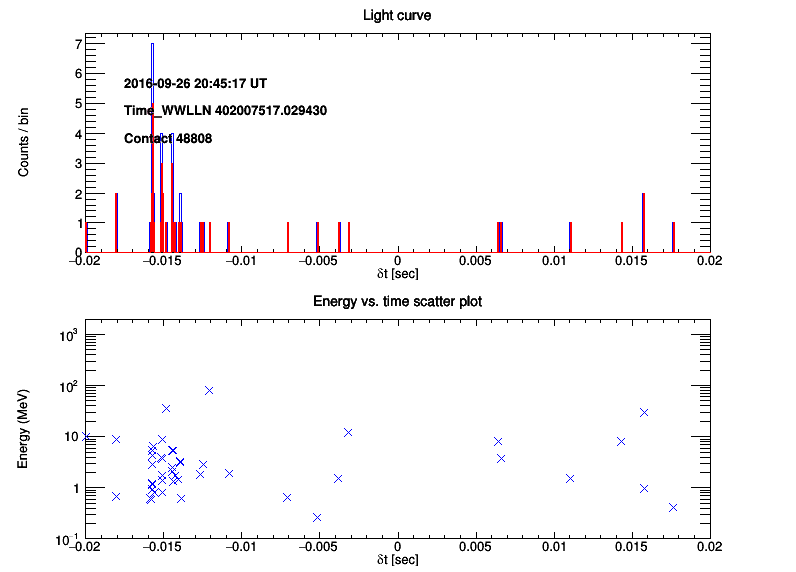 Light curve
Counts / bin
7
6
5
4
3
2
1
0
2016-09-26 20:45:17 UT
Time_WWLLN 402007517.029430
Contact 48808
−0.02 −0.015 −0.01 −0.005 0 0.005 0.01 0.015 0.02
δt [sec]
Energy vs. time scatter plot
Energy (MeV)
10³
10²
10
1
10⁻¹
−0.02 −0.015 −0.01 −0.005 0 0.005 0.01 0.015 0.02
δt [sec]